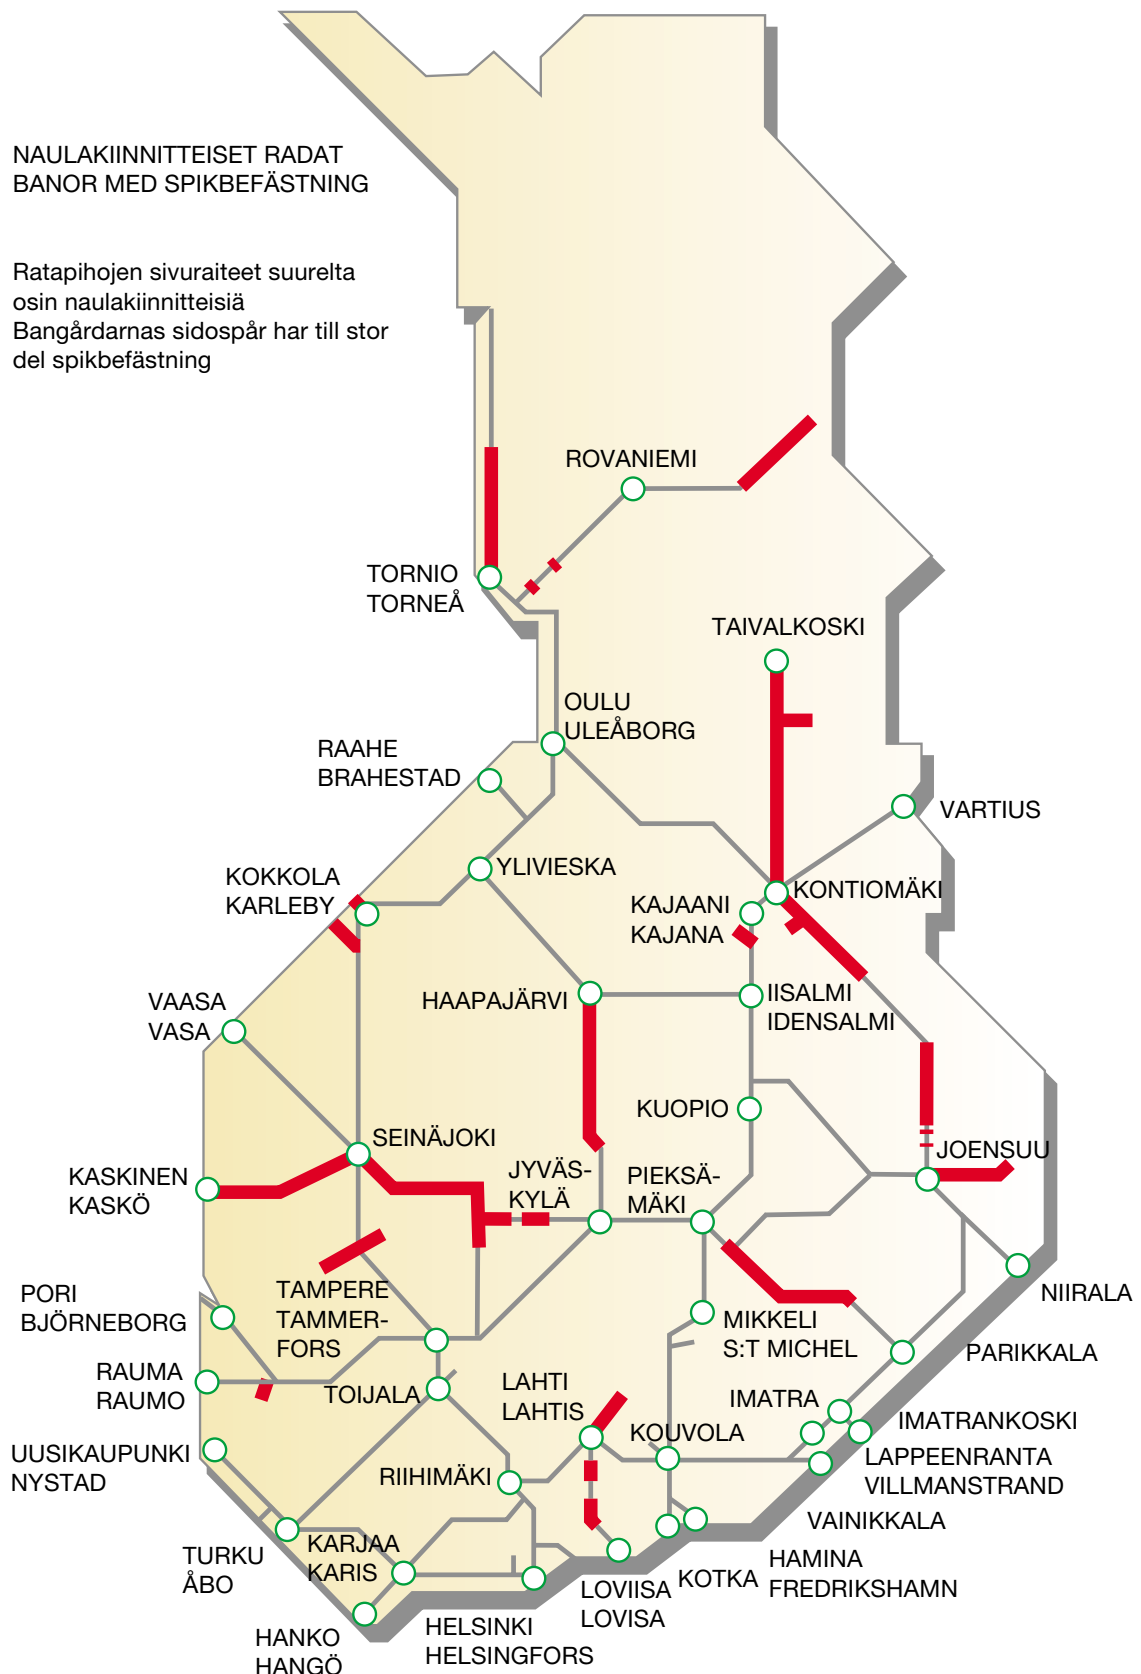 NAULAKIINNITTEISET RADAT
BANOR MED SPIKBEFÄSTNING
Ratapihojen sivuraiteet suurelta
osin naulakiinnitteisiä
Bangårdarnas sidospår har till stor
del spikbefästning
ROVANIEMI
TORNIO
TORNEÅ
TAIVALKOSKI
OULU
ULEÅBORG
RAAHE
BRAHESTAD
VARTIUS
YLIVIESKA
KOKKOLA
KARLEBY
KONTIOMÄKI
KAJAANI
KAJANA
VAASA
VASA
HAAPAJÄRVI
IISALMI
IDENSALMI
KUOPIO
SEINÄJOKI
JOENSUU
KASKINEN
KASKÖ
JYVÄS-
KYLÄ
PIEKSÄ-
MÄKI
TAMPERE
TAMMER-
FORS
PORI
BJÖRNEBORG
NIIRALA
MIKKELI
S:T MICHEL
PARIKKALA
RAUMA
RAUMO
TOIJALA
LAHTI
LAHTIS
IMATRA
IMATRANKOSKI
KOUVOLA
UUSIKAUPUNKI
NYSTAD
RIIHIMÄKI
LAPPEENRANTA
VILLMANSTRAND
VAINIKKALA
KARJAA
KARIS
TURKU
ÅBO
HAMINA
FREDRIKSHAMN
KOTKA
LOVIISA
LOVISA
HELSINKI
HELSINGFORS
HANKO
HANGÖ